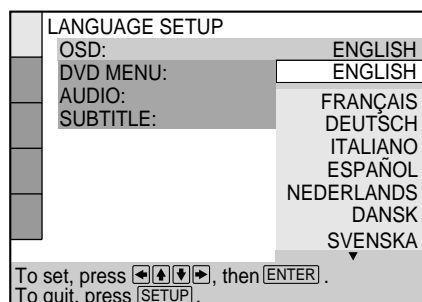 LANGUAGE SETUP
OSD: ENGLISH
DVD MENU: ENGLISH
AUDIO: FRANÇAIS
SUBTITLE: DEUTSCH
ITALIANO
ESPAÑOL
NEDERLANDS
DANSK
SVENSKA
To set, press , then ENTER .
To quit, press SETUP .